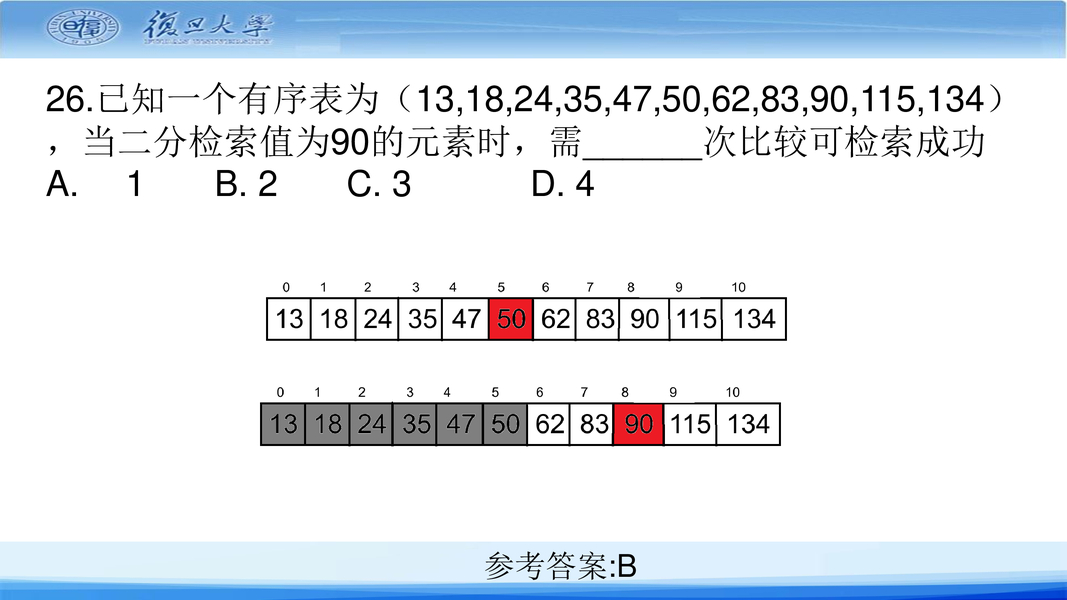 復旦大學
26.已知一个有序表为（13,18,24,35,47,50,62,83,90,115,134）
，当二分检索值为90的元素时，需______次比较可检索成功
A. 1 B. 2 C. 3 D. 4
0 1 2 3 4 5 6 7 8 9 10
13 18 24 35 47 50 62 83 90 115 134
0 1 2 3 4 5 6 7 8 9 10
13 18 24 35 47 50 62 83 90 115 134
参考答案:B